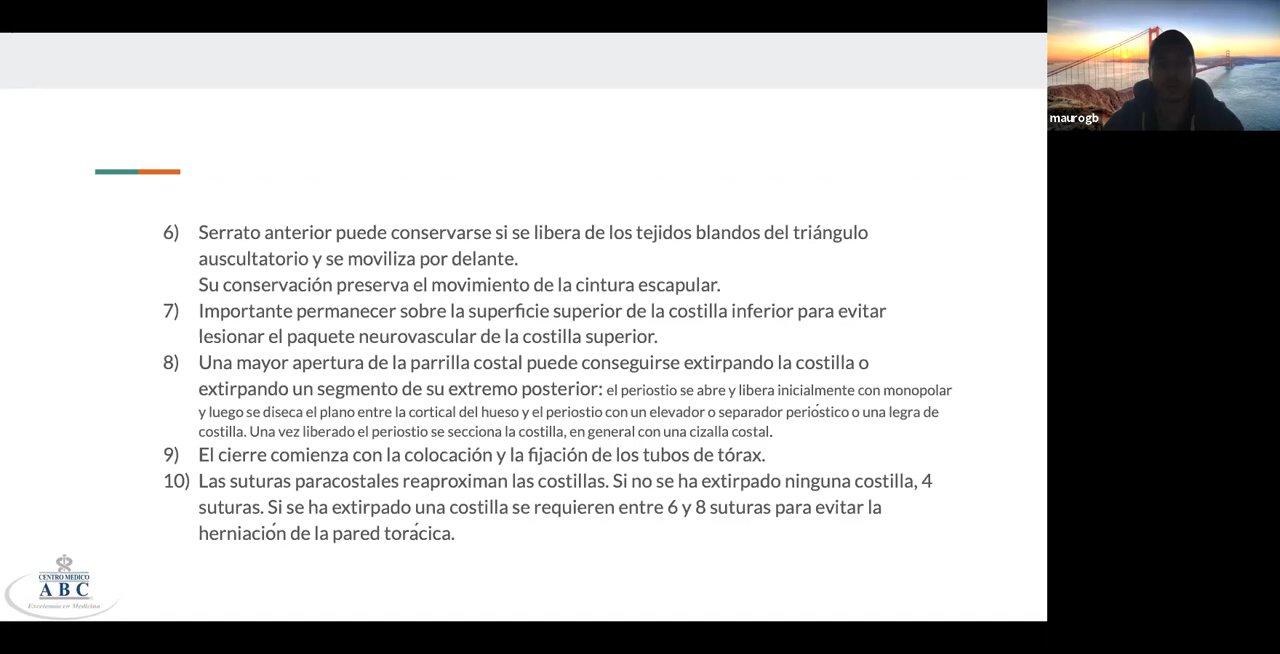 maurogb
6) Serrato anterior puede conservarse si se libera de los tejidos blandos del triángulo
auscultatorio y se moviliza por delante.
Su conservación preserva el movimiento de la cintura escapular.
7) Importante permanecer sobre la superficie superior de la costilla inferior para evitar
lesionar el paquete neurovascular de la costilla superior.
8) Una mayor apertura de la parrilla costal puede conseguirse extirpando la costilla o
extirpando un segmento de su extremo posterior: el periostio se abre y libera inicialmente con monopolar
y luego se diseca el plano entre la cortical del hueso y el periostio con un elevador o separador perióstico o una legra de
costilla. Una vez liberado el periostio se secciona la costilla, en general con una cizalla costal.
9) El cierre comienza con la colocación y la fijación de los tubos de tórax.
10) Las suturas paracostales reaproximan las costillas. Si no se ha extirpado ninguna costilla, 4
suturas. Si se ha extirpado una costilla se requieren entre 6 y 8 suturas para evitar la
herniación de la pared torácica.
CENTRO MEDICO
ABC
Excelencia en Medicina